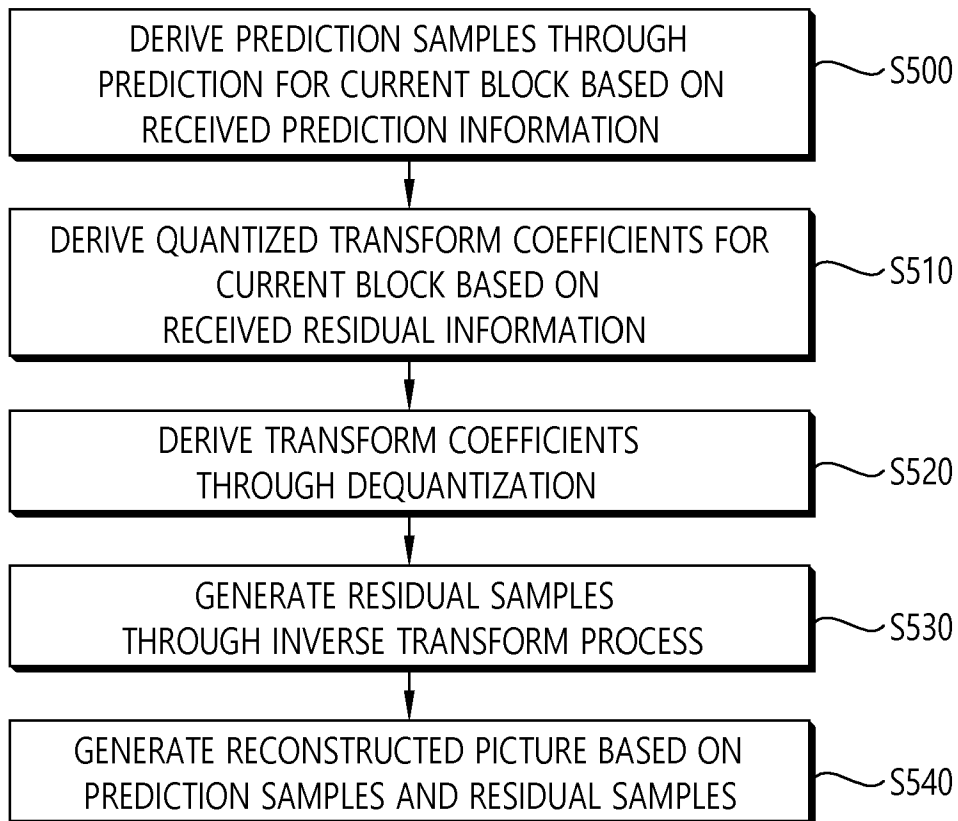 DERIVE PREDICTION SAMPLES THROUGH
PREDICTION FOR CURRENT BLOCK BASED ON
RECEIVED PREDICTION INFORMATION
S500
DERIVE QUANTIZED TRANSFORM COEFFICIENTS FOR
CURRENT BLOCK BASED ON
RECEIVED RESIDUAL INFORMATION
S510
DERIVE TRANSFORM COEFFICIENTS
THROUGH DEQUANTIZATION
S520
GENERATE RESIDUAL SAMPLES
THROUGH INVERSE TRANSFORM PROCESS
S530
GENERATE RECONSTRUCTED PICTURE BASED ON
PREDICTION SAMPLES AND RESIDUAL SAMPLES
S540